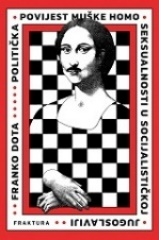 FRANKO DOTA
POLITIČKA
POVIJEST MUŠKE HOMO
SEKSUALNOSTI U SOCIJALISTIČKOJ
JUGOSLAVIJI
FRAKTURA